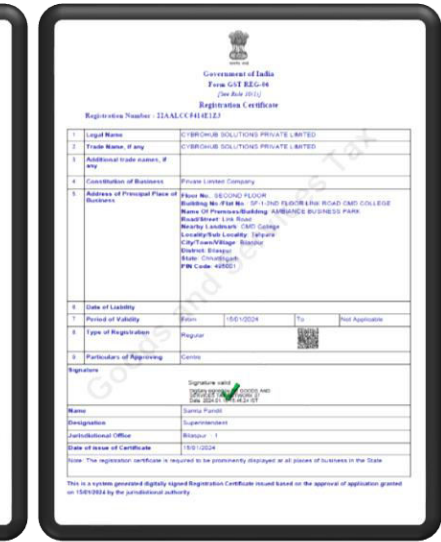 Government of India
Form GST REG-06
[See Rule 10(1)]
Registration Certificate
Registration Number :
1 Legal Name CYBROHUB SOLUTIONS PRIVATE LIMITED
2 Trade Name, if any CYBROHUB SOLUTIONS PRIVATE LIMITED
3 Additional trade names, if
any
4 Constitution of Business Private Limited Company
5 Address of Principal Place of
Business
Floor No.: SECOND FLOOR
Building No./Flat No.: SF-1-2ND FLOOR LINK ROAD CMD COLLEGE
Name Of Premises/Building: AMBIANCE BUSINESS PARK
Road/Street: Link Road
Nearby Landmark: CMD College
Locality/Sub Locality:
City/Town/Village: Bilaspur
District: Bilaspur
State: Chhattisgarh
PIN Code: 495001
6 Date of Liability
7 Period of Validity From 15/01/2024 To Not Applicable
8 Type of Registration Regular
9 Particulars of Approving Centre
Signature
Signature valid
Name
Designation Superintendent
Jurisdictional Office Bilaspur - 1
Date of issue of Certificate 15/01/2024
Note: The registration certificate is required to be prominently displayed at all places of business in the State.
This is a system generated digitally signed Registration Certificate issued based on the approval of application granted
on 15/01/2024 by the jurisdictional authority.
Goods and Services Tax